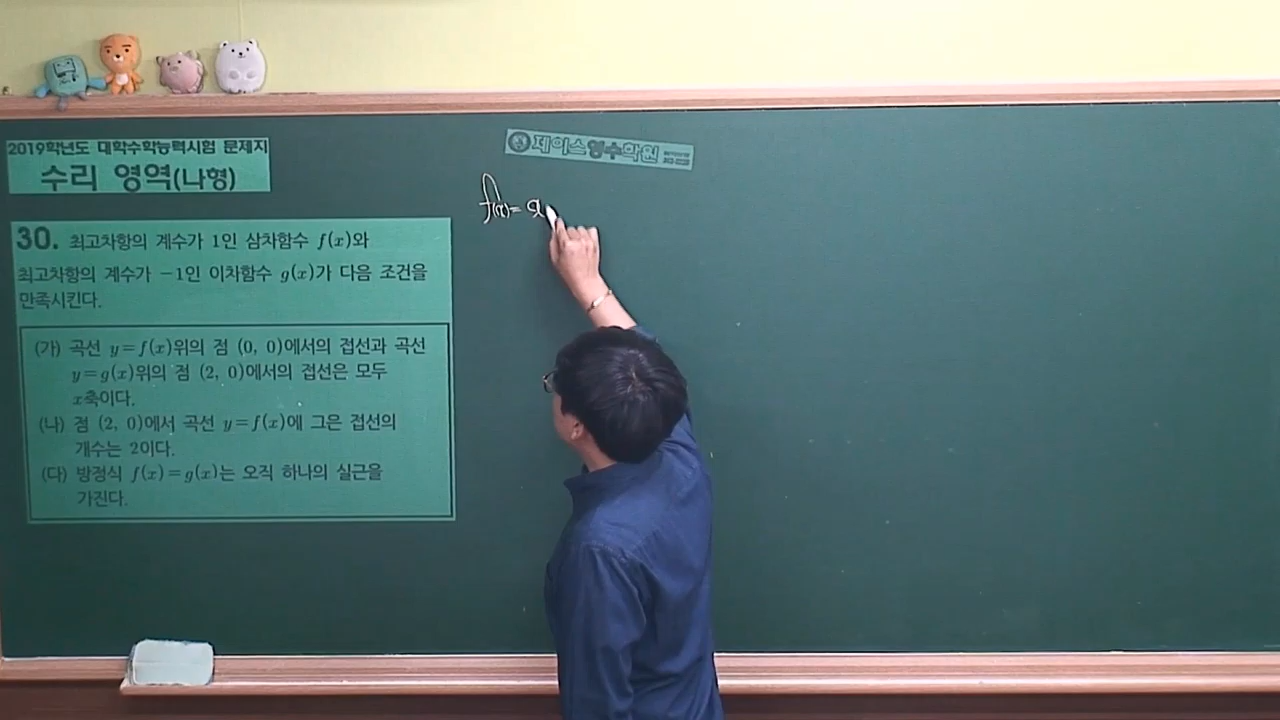 2019학년도 대학수학능력시험 문제지
수리 영역(나형)
제이스영수학원
f(x)= a
30. 최고차항의 계수가 1인 삼차함수 f(x)와
최고차항의 계수가 -1인 이차함수 g(x)가 다음 조건을
만족시킨다.
(가) 곡선 y=f(x)위의 점 (0, 0)에서의 접선과 곡선
y=g(x)위의 점 (2, 0)에서의 접선은 모두
x축이다.
(나) 점 (2, 0)에서 곡선 y=f(x)에 그은 접선의
개수는 2이다.
(다) 방정식 f(x)=g(x)는 오직 하나의 실근을
가진다.